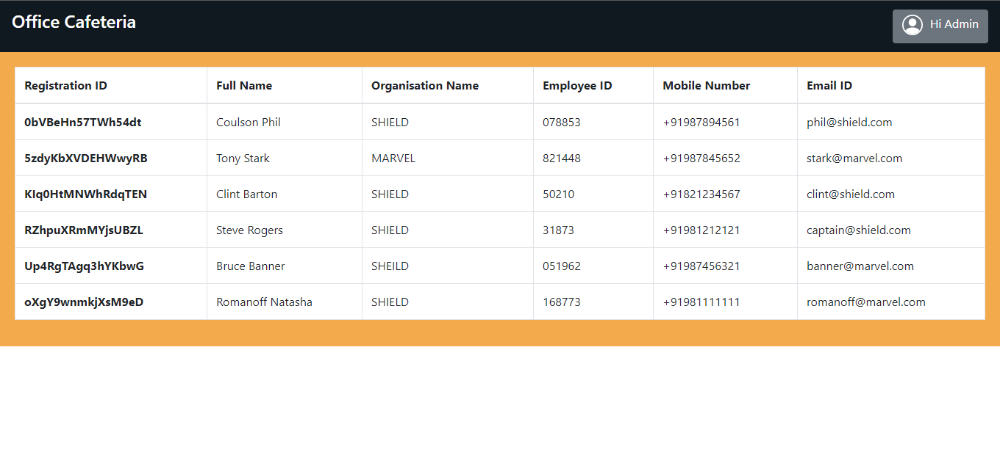 Office Cafeteria
Hi Admin
Registration ID Full Name Organisation Name Employee ID Mobile Number Email ID
0bVBeHn57TWh54dt Coulson Phil SHIELD 078853 +91987894561 phil@shield.com
5zdyKbXVDEHWwyRB Tony Stark MARVEL 821448 +91987845652 stark@marvel.com
KIq0HtMNWhRdqTEN Clint Barton SHIELD 50210 +91821234567 clint@shield.com
RZhpuXRmMYjsUBZL Steve Rogers SHIELD 31873 +91981212121 captain@shield.com
Up4RgTAgq3hYKbwG Bruce Banner SHEILD 051962 +91987456321 banner@marvel.com
oXgY9wnmkjXsM9eD Romanoff Natasha SHIELD 168773 +91981111111 romanoff@marvel.com